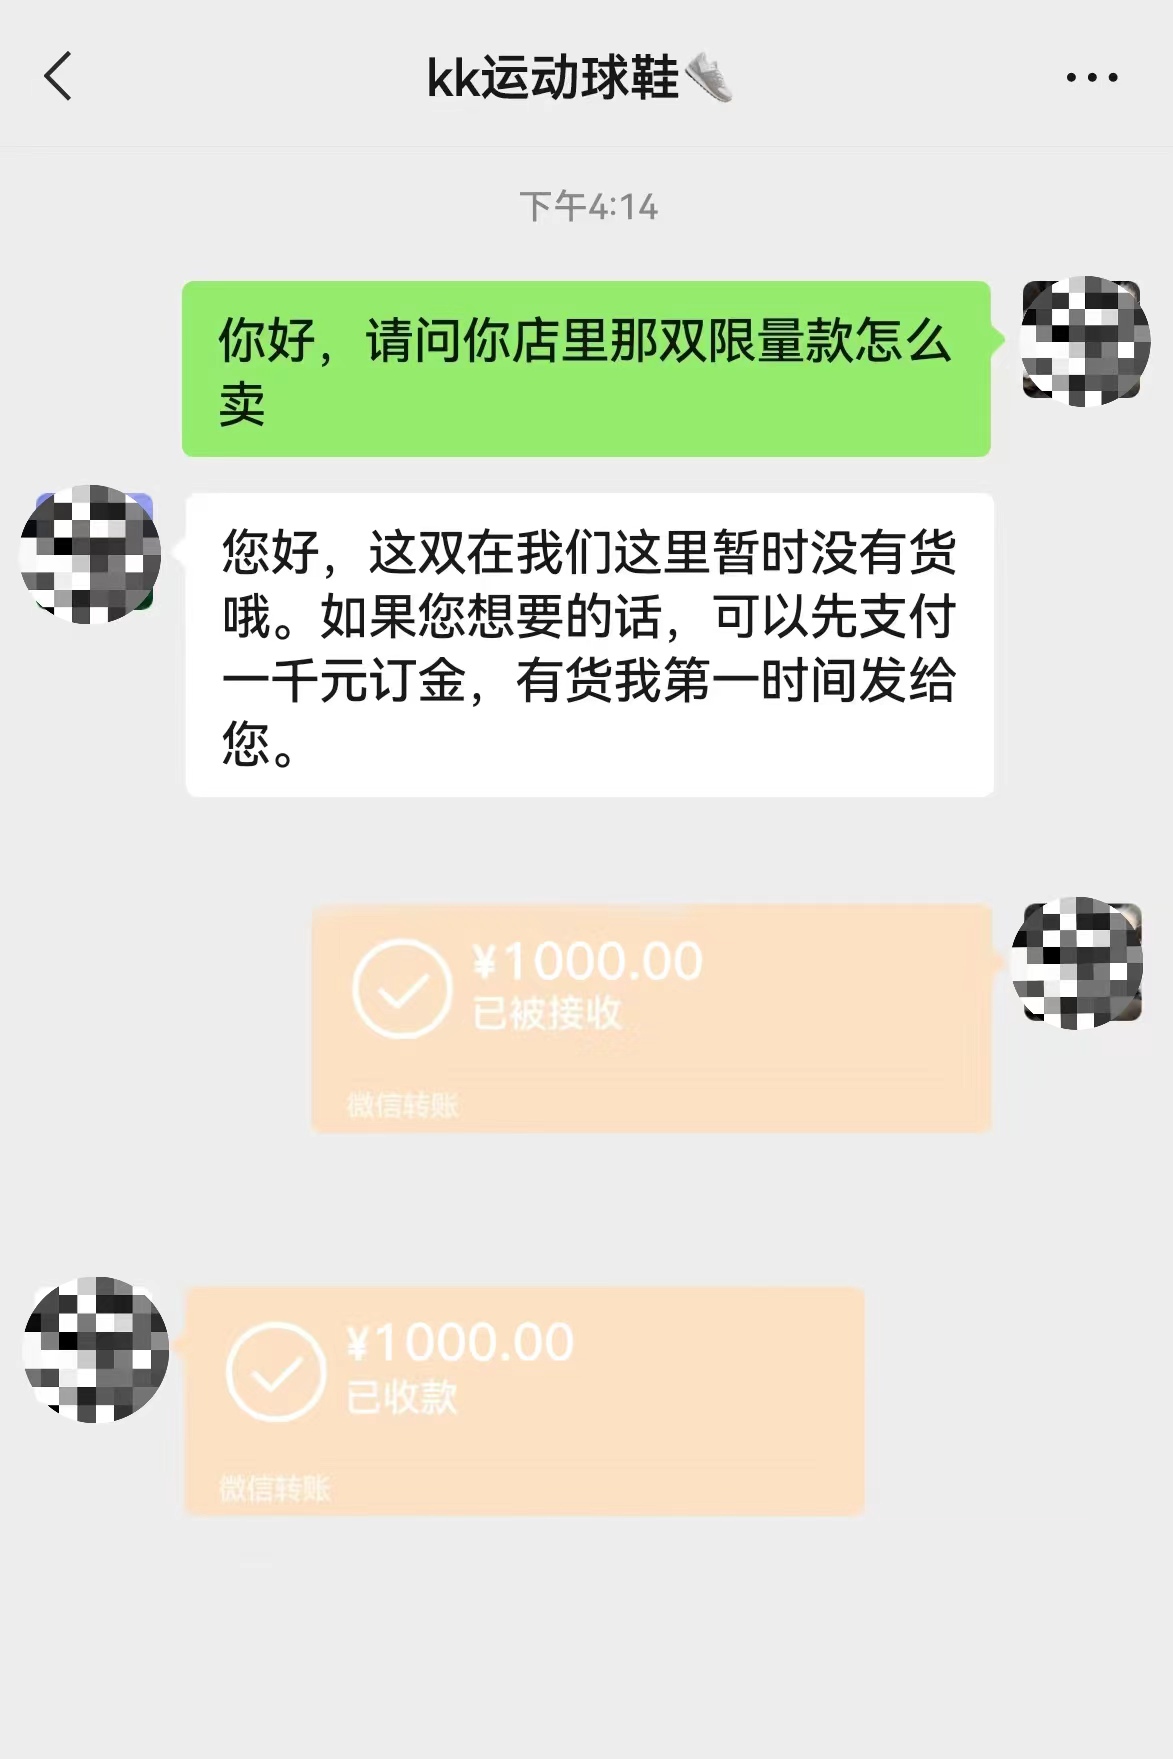 kk运动球鞋
下午4:14
你好，请问你店里那双限量款怎么
卖
您好，这双在我们这里暂时没有货
哦。如果您想要的话，可以先支付
一千元订金，有货我第一时间发给
您。
¥1000.00
已被接收
微信转账
¥1000.00
已收款
微信转账